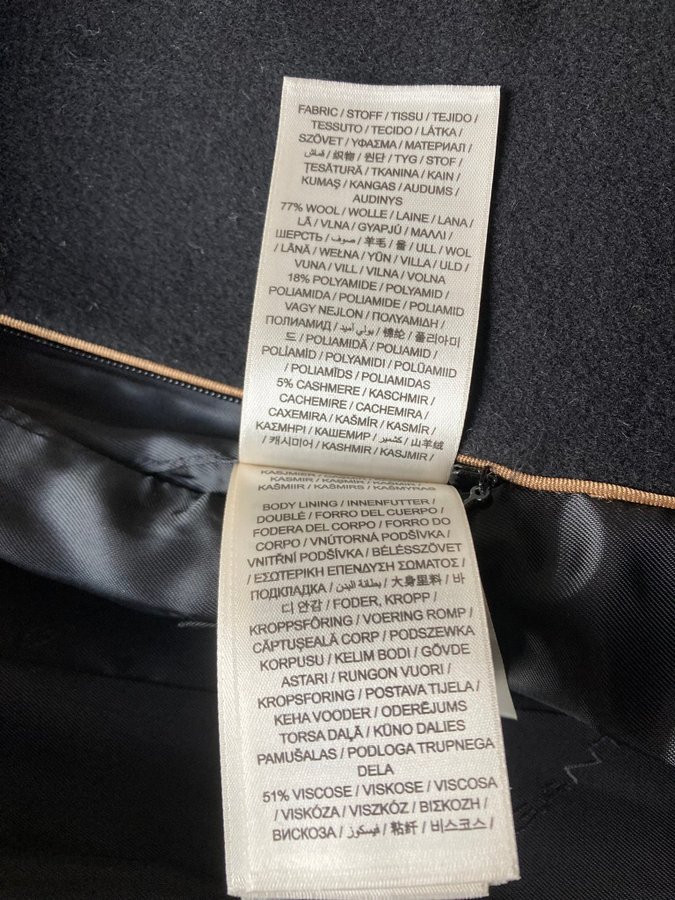 FABRIC / STOFF / TISSU / TEJIDO /
TESSUTO / TECIDO / LÁTKA /
SZÖVET / ΥΦΑΣΜΑ / МАТЕРИАЛ /
قماش / 织物 / 원단 / TYG / STOF /
ȚESĂTURĂ / TKANINA / KAIN /
KUMAŞ / KANGAS / AUDUMS /
AUDINYS
77% WOOL / WOLLE / LAINE / LANA /
LÃ / VLNA / GYAPJÚ / ΜΑΛΛΙ /
ШЕРСТЬ / صوف / 羊毛 / 울 / ULL / WOL
/ LÂNĂ / WEŁNA / YÜN / VILLA / ULD /
VUNA / VILL / VILNA / VOLNA
18% POLYAMIDE / POLYAMID /
POLIAMIDA / POLIAMIDE / POLIAMID
VAGY NEJLON / ΠΟΛΥΑΜΙΔΗ /
ПОЛИАМИД / بولي أميد / 锦纶 / 폴리아미
드 / POLIAMIDĂ / POLIAMID /
POLIAMÍD / POLYAMIDI / POLÜAMIID
/ POLIAMĪDS / POLIAMIDAS
5% CASHMERE / KASCHMIR /
CACHEMIRE / CACHEMIRA /
CAXEMIRA / KAŠMÍR / KASMÍR /
ΚΑΣΜΗΡΙ / КАШЕМИР / كشمير / 山羊绒
/ 캐시미어 / KASHMIR / KASJMIR /
KAŠMIIR / KAŠMIRS / KAŠMYRAS
BODY LINING / INNENFUTTER /
DOUBLÉ / FORRO DEL CUERPO /
FODERA DEL CORPO / FORRO DO
CORPO / VNÚTORNÁ PODŠÍVKA /
VNITŘNÍ PODŠÍVKA / BÉLÉSSZÖVET
/ ΕΣΩΤΕΡΙΚΗ ΕΠΕΝΔΥΣΗ ΣΩΜΑΤΟΣ /
ПОДКЛАДКА / بطانة البدن / 大身里料 / 바
디 안감 / FODER, KROPP /
KROPPSFÔRING / VOERING ROMP /
CĂPTUŞEALĂ CORP / PODSZEWKA
KORPUSU / KELIM BODI / GÖVDE
ASTARI / RUNGON VUORI /
KROPSFORING / POSTAVA TIJELA /
KEHA VOODER / ODERĒJUMS
TORSA DAĻĀ / KŪNO DALIES
PAMUŠALAS / PODLOGA TRUPNEGA
DELA
51% VISCOSE / VISKOSE / VISCOSA
/ VISKÓZA / VISZKÓZ / ΒΙΣΚΟΖΗ /
ВИСКОЗА / فيسكوز / 粘纤 / 비스코스 /